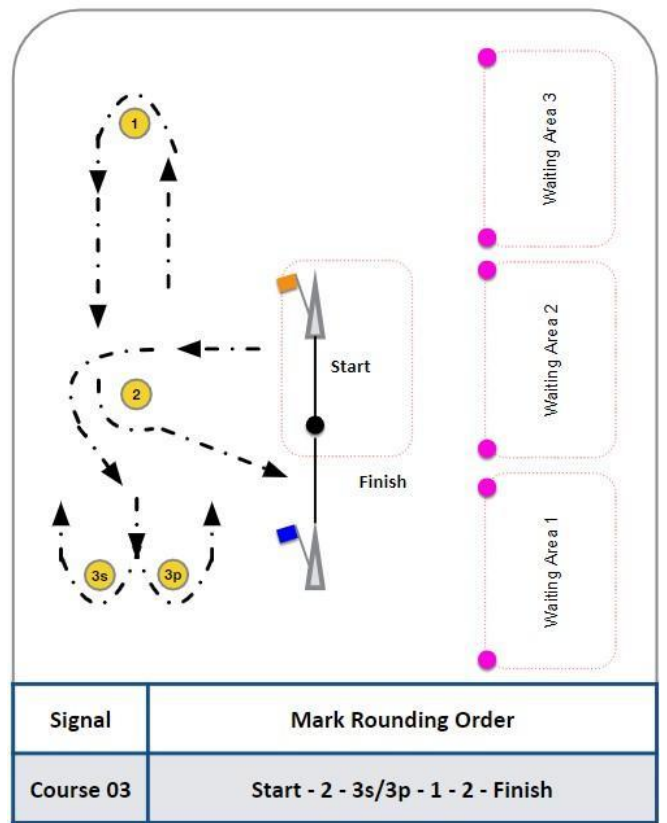 1
Waiting Area 3
Start
Waiting Area 2
2
Finish
3s
3p
Waiting Area 1
Signal
Mark Rounding Order
Course 03
Start - 2 - 3s/3p - 1 - 2 - Finish